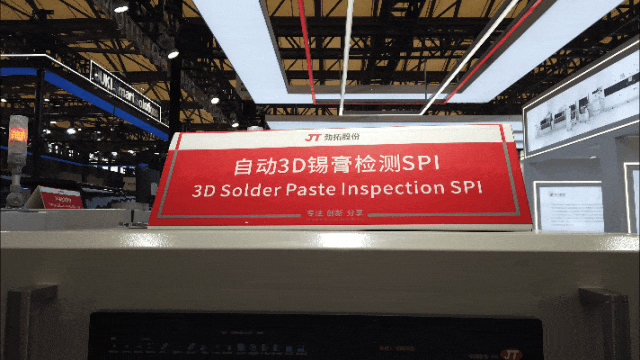 JT 劲拓股份
自动3D锡膏检测SPI
3D Solder Paste Inspection SPI
专注 创新 分享
JT